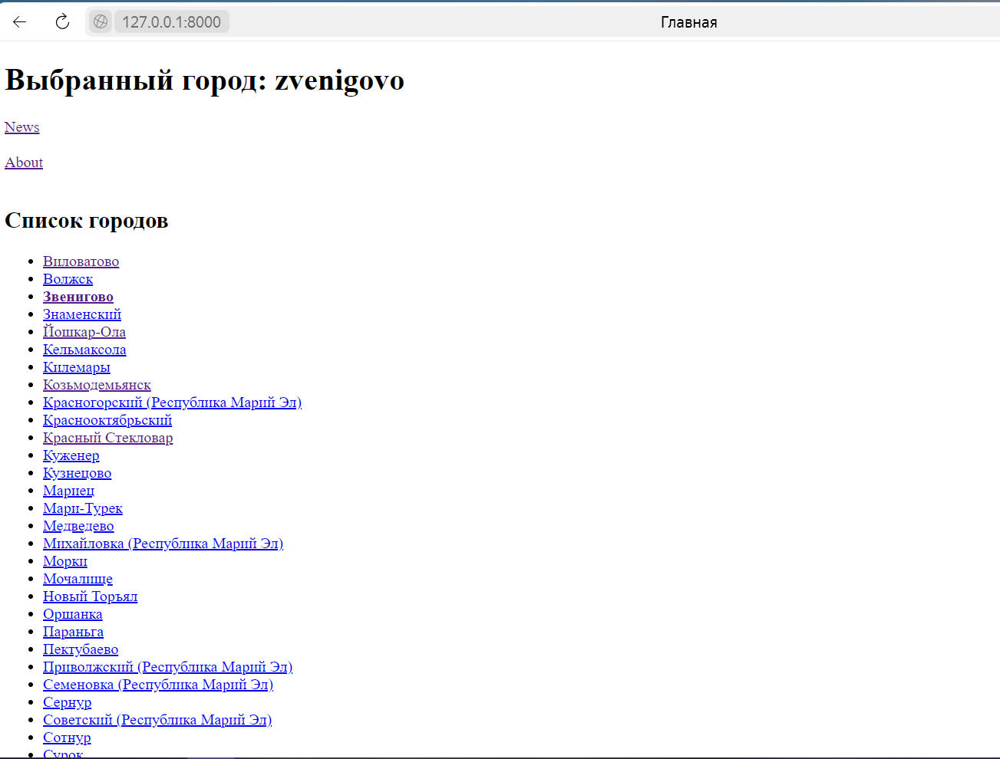 127.0.0.1:8000 Главная
Выбранный город: zvenigovo
News
About
Список городов
Виловатово
Волжск
Звенигово
Знаменский
Йошкар-Ола
Кельмаксола
Килемары
Козьмодемьянск
Красногорский (Республика Марий Эл)
Краснооктябрьский
Красный Стекловар
Куженер
Кузнецово
Мариец
Мари-Турек
Медведево
Михайловка (Республика Марий Эл)
Морки
Мочалище
Новый Торъял
Оршанка
Параньга
Пектубаево
Приволжский (Республика Марий Эл)
Семеновка (Республика Марий Эл)
Сернур
Советский (Республика Марий Эл)
Сотнур
Сурок